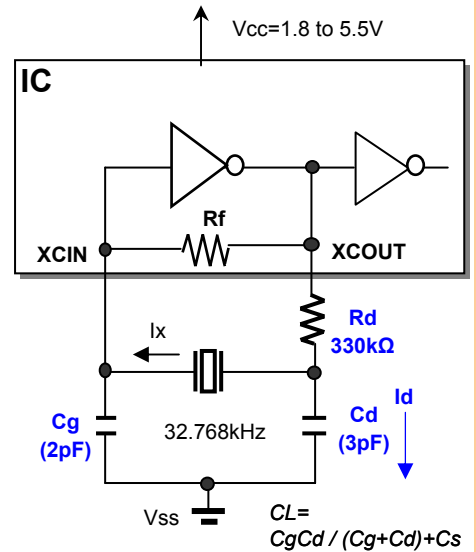 Vcc=1.8 to 5.5V
IC
Rf
XCIN
XCOUT
Ix
Rd
330kΩ
Cg
(2pF)
32.768kHz
Cd
(3pF)
Id
Vss
CL=
CgCd / (Cg+Cd)+Cs